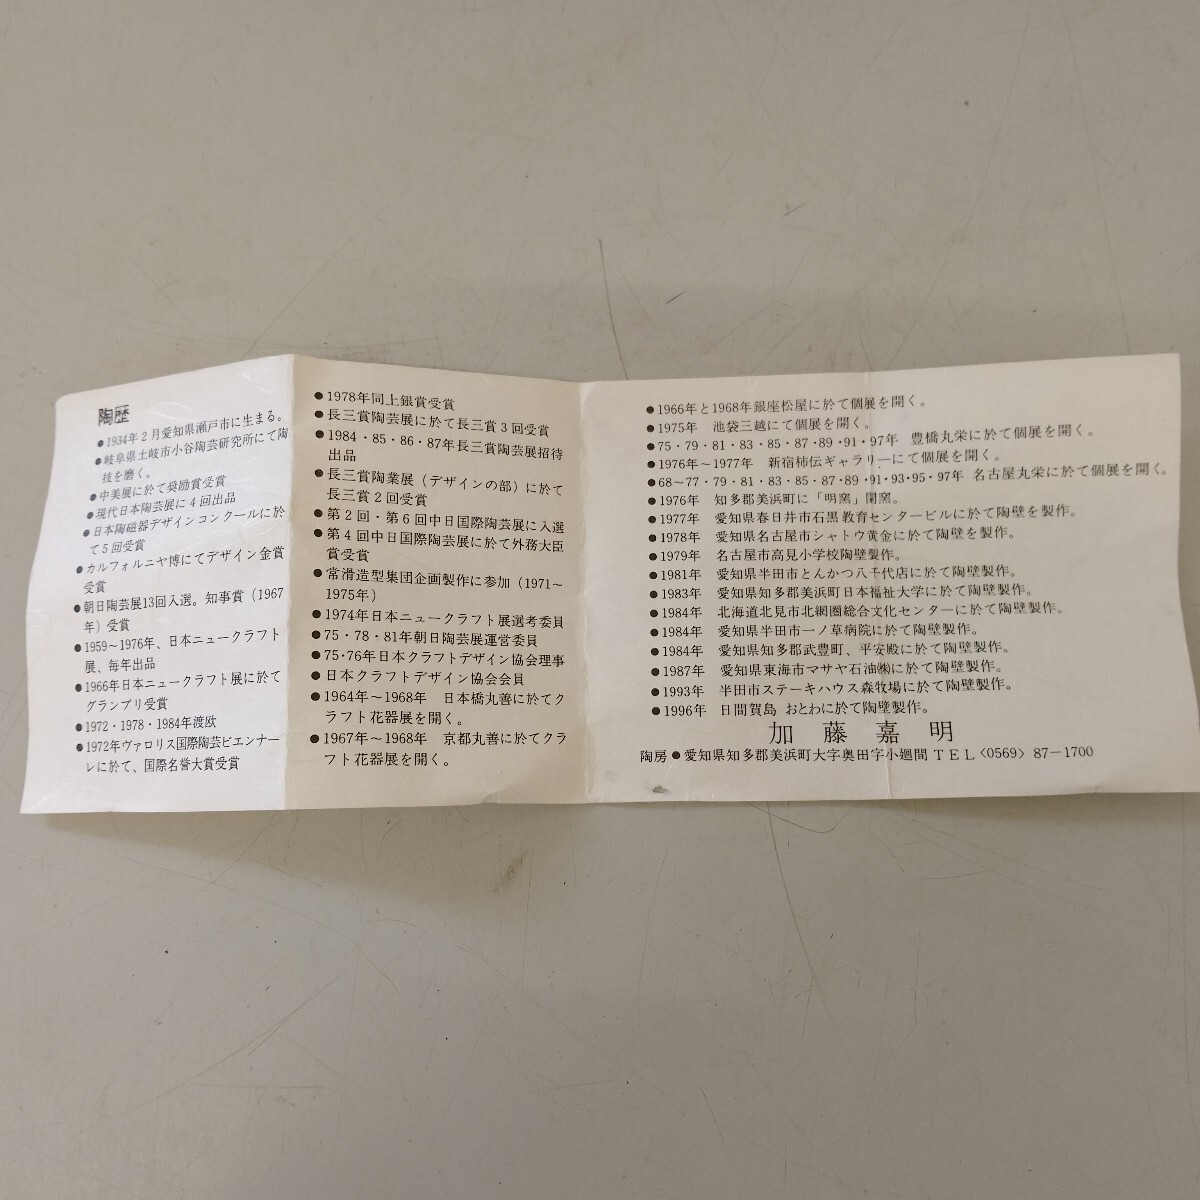 陶歴
●1934年2月愛知県瀬戸市に生まる。
●岐阜県土岐市小谷陶芸研究所にて陶
技を磨く。
●中美展に於て奨励賞受賞
●現代日本陶芸展に4回出品
●日本陶磁器デザインコンクールに於
て5回受賞
●カルフォルニヤ博にてデザイン金賞
受賞
●朝日陶芸展13回入選。知事賞(1967
年)受賞
●1959～1976年、日本ニュークラフト
展、毎年出品
●1966年日本ニュークラフト展に於て
グランプリ受賞
●1972・1978・1984年渡欧
●1972年ヴァロリス国際陶芸ビエンナー
レに於て、国際名誉大賞受賞
●1978年同上銀賞受賞
●長三賞陶芸展に於て長三賞3回受賞
●1984・85・86・87年長三賞陶芸展招待
出品
●長三賞陶業展(デザインの部)に於て
長三賞2回受賞
●第2回・第6回中日国際陶芸展に入選
●第4回中日国際陶芸展に於て外務大臣
賞受賞
●常滑造型集団企画製作に参加(1971～
1975年)
●1974年日本ニュークラフト展選考委員
●75・78・81年朝日陶芸展運営委員
●75・76年日本クラフトデザイン協会理事
●日本クラフトデザイン協会会員
●1964年～1968年 日本橋丸善に於てク
ラフト花器展を開く。
●1967年～1968年 京都丸善に於てクラ
フト花器展を開く。
●1966年と1968年銀座松屋に於て個展を開く。
●1975年 池袋三越にて個展を開く。
●75・79・81・83・85・87・89・91・97年 豊橋丸栄に於て個展を開く。
●1976年～1977年 新宿柿伝ギャラリーにて個展を開く。
●68～77・79・81・83・85・87・89・91・93・95・97年 名古屋丸栄に於て個展を開く。
●1976年 知多郡美浜町に「明窯」開窯。
●1977年 愛知県春日井市石黒教育センタービルに於て陶壁を製作。
●1978年 愛知県名古屋市シャトウ黄金に於て陶壁を製作。
●1979年 名古屋市高見小学校陶壁製作。
●1981年 愛知県半田市とんかつ八千代店に於て陶壁製作。
●1983年 愛知県知多郡美浜町日本福祉大学に於て陶壁製作。
●1984年 北海道北見市北網圏総合文化センターに於て陶壁製作。
●1984年 愛知県半田市一ノ草病院に於て陶壁製作。
●1984年 愛知県知多郡武豊町、平安殿に於て陶壁製作。
●1987年 愛知県東海市マサヤ石油㈱に於て陶壁製作。
●1993年 半田市ステーキハウス森牧場に於て陶壁製作。
●1996年 日間賀島 おとわに於て陶壁製作。
加藤嘉明
陶房●愛知県知多郡美浜町大字奥田字小廻間 TEL〈0569〉87-1700